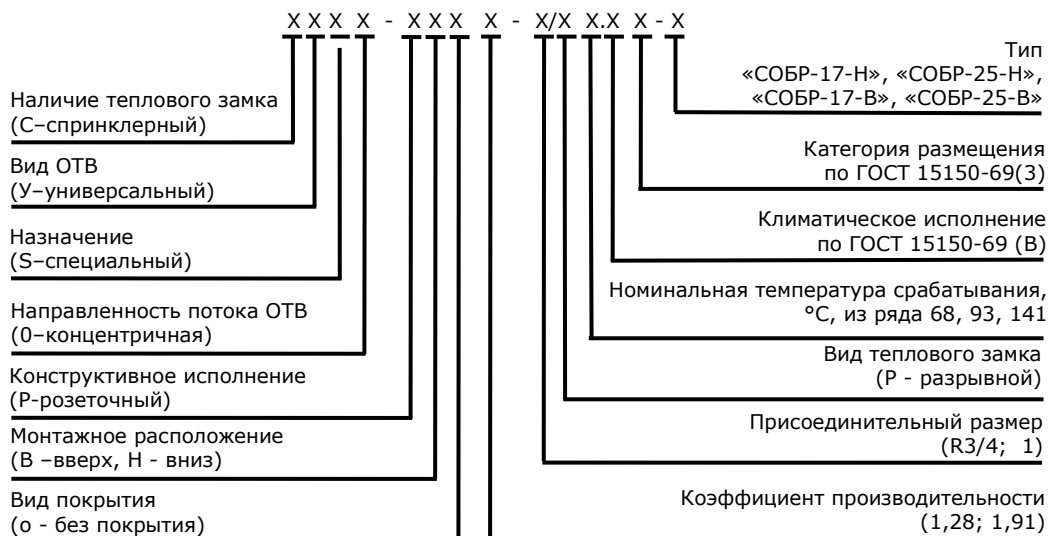 X X X X - X X X X - X/X X.X X - X
Наличие теплового замка
(С–спринклерный)
Вид ОТВ
(У–универсальный)
Назначение
(S–специальный)
Направленность потока ОТВ
(0–концентричная)
Конструктивное исполнение
(Р-розеточный)
Монтажное расположение
(В –вверх, Н - вниз)
Вид покрытия
(о - без покрытия)
Тип
«СОБР-17-Н», «СОБР-25-Н»,
«СОБР-17-В», «СОБР-25-В»
Категория размещения
по ГОСТ 15150-69(3)
Климатическое исполнение
по ГОСТ 15150-69 (В)
Номинальная температура срабатывания,
°С, из ряда 68, 93, 141
Вид теплового замка
(Р - разрывной)
Присоединительный размер
(R3/4; 1)
Коэффициент производительности
(1,28; 1,91)